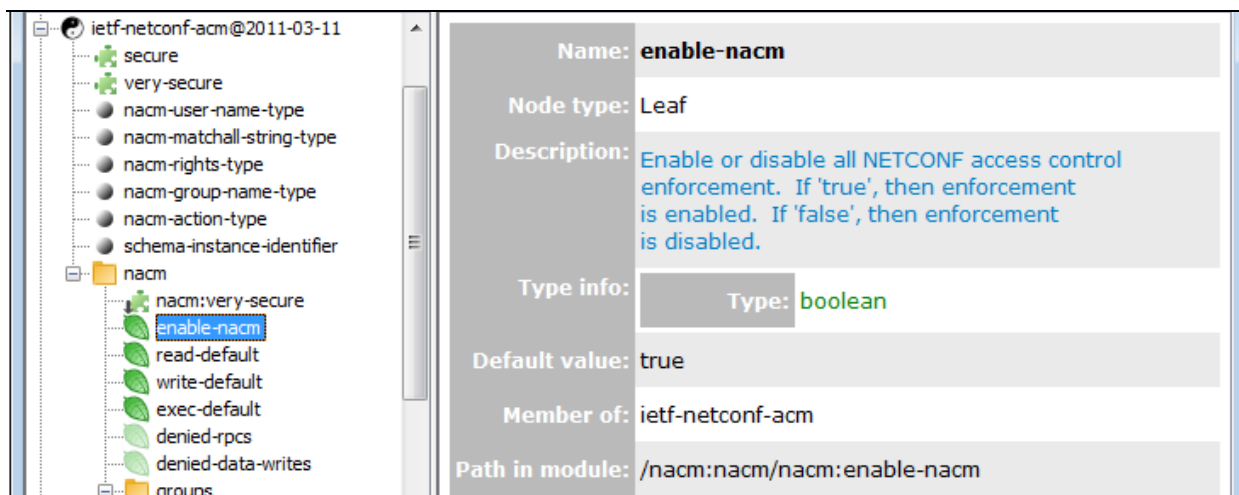 ietf-netconf-acm@2011-03-11
secure
very-secure
nacm-user-name-type
nacm-matchall-string-type
nacm-rights-type
nacm-group-name-type
nacm-action-type
schema-instance-identifier
nacm
nacm:very-secure
enable-nacm
read-default
write-default
exec-default
denied-rpcs
denied-data-writes
groups
Name: enable-nacm
Node type: Leaf
Description: Enable or disable all NETCONF access control
enforcement. If 'true', then enforcement
is enabled. If 'false', then enforcement
is disabled.
Type info: Type: boolean
Default value: true
Member of: ietf-netconf-acm
Path in module: /nacm:nacm/nacm:enable-nacm